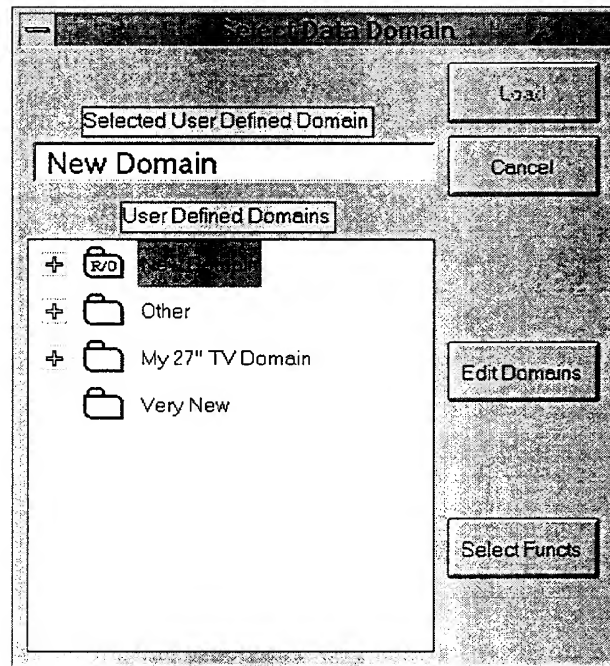 Select Data Domain
Load
Selected User Defined Domain
New Domain
Cancel
User Defined Domains
R/O
Other
My 27" TV Domain
Edit Domains
Very New
Select Functs